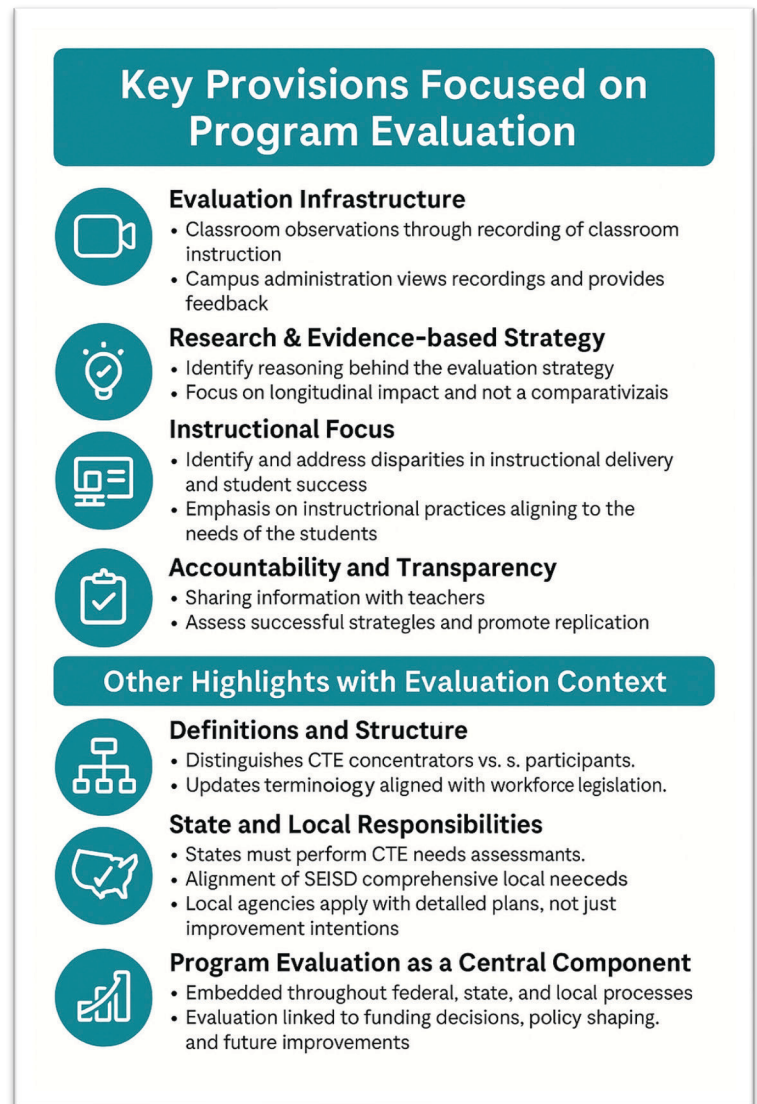 Key Provisions Focused on
Program Evaluation
Evaluation Infrastructure
• Classroom observations through recording of classroom
instruction
• Campus administration views recordings and provides
feedback
Research & Evidence-based Strategy
• Identify reasoning behind the evaluation strategy
• Focus on longitudinal impact and not a comparativizais
Instructional Focus
• Identify and address disparities in instructional delivery
and student success
• Emphasis on instructrional practices aligning to the
needs of the students
Accountability and Transparency
• Sharing information with teachers
• Assess successful strategles and promote replication
Other Highlights with Evaluation Context
Definitions and Structure
• Distinguishes CTE concentrators vs. s. participants.
• Updates terminoiogy aligned with workforce legislation.
State and Local Responsibilities
• States must perform CTE needs assessmants.
• Alignment of SEISD comprehensive local neeceds
• Local agencies apply with detailed plans, not just
improvement intentions
Program Evaluation as a Central Component
• Embedded throughout federal, state, and local processes
• Evaluation linked to funding decisions, policy shaping.
and future improvements